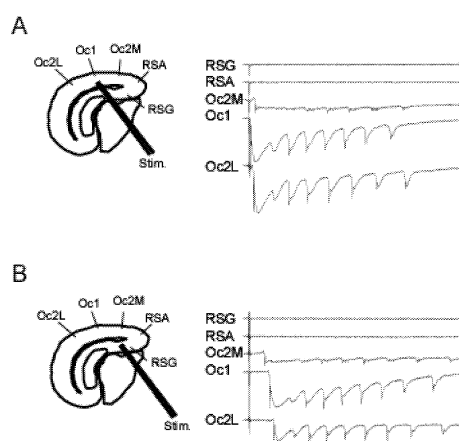 A
Oc1
Oc2M
Oc2L
RSA
RSG
Stim.
RSG
RSA
Oc2M
Oc1
Oc2L
B
Oc1
Oc2M
Oc2L
RSA
RSG
Stim.
RSG
RSA
Oc2M
Oc1
Oc2L